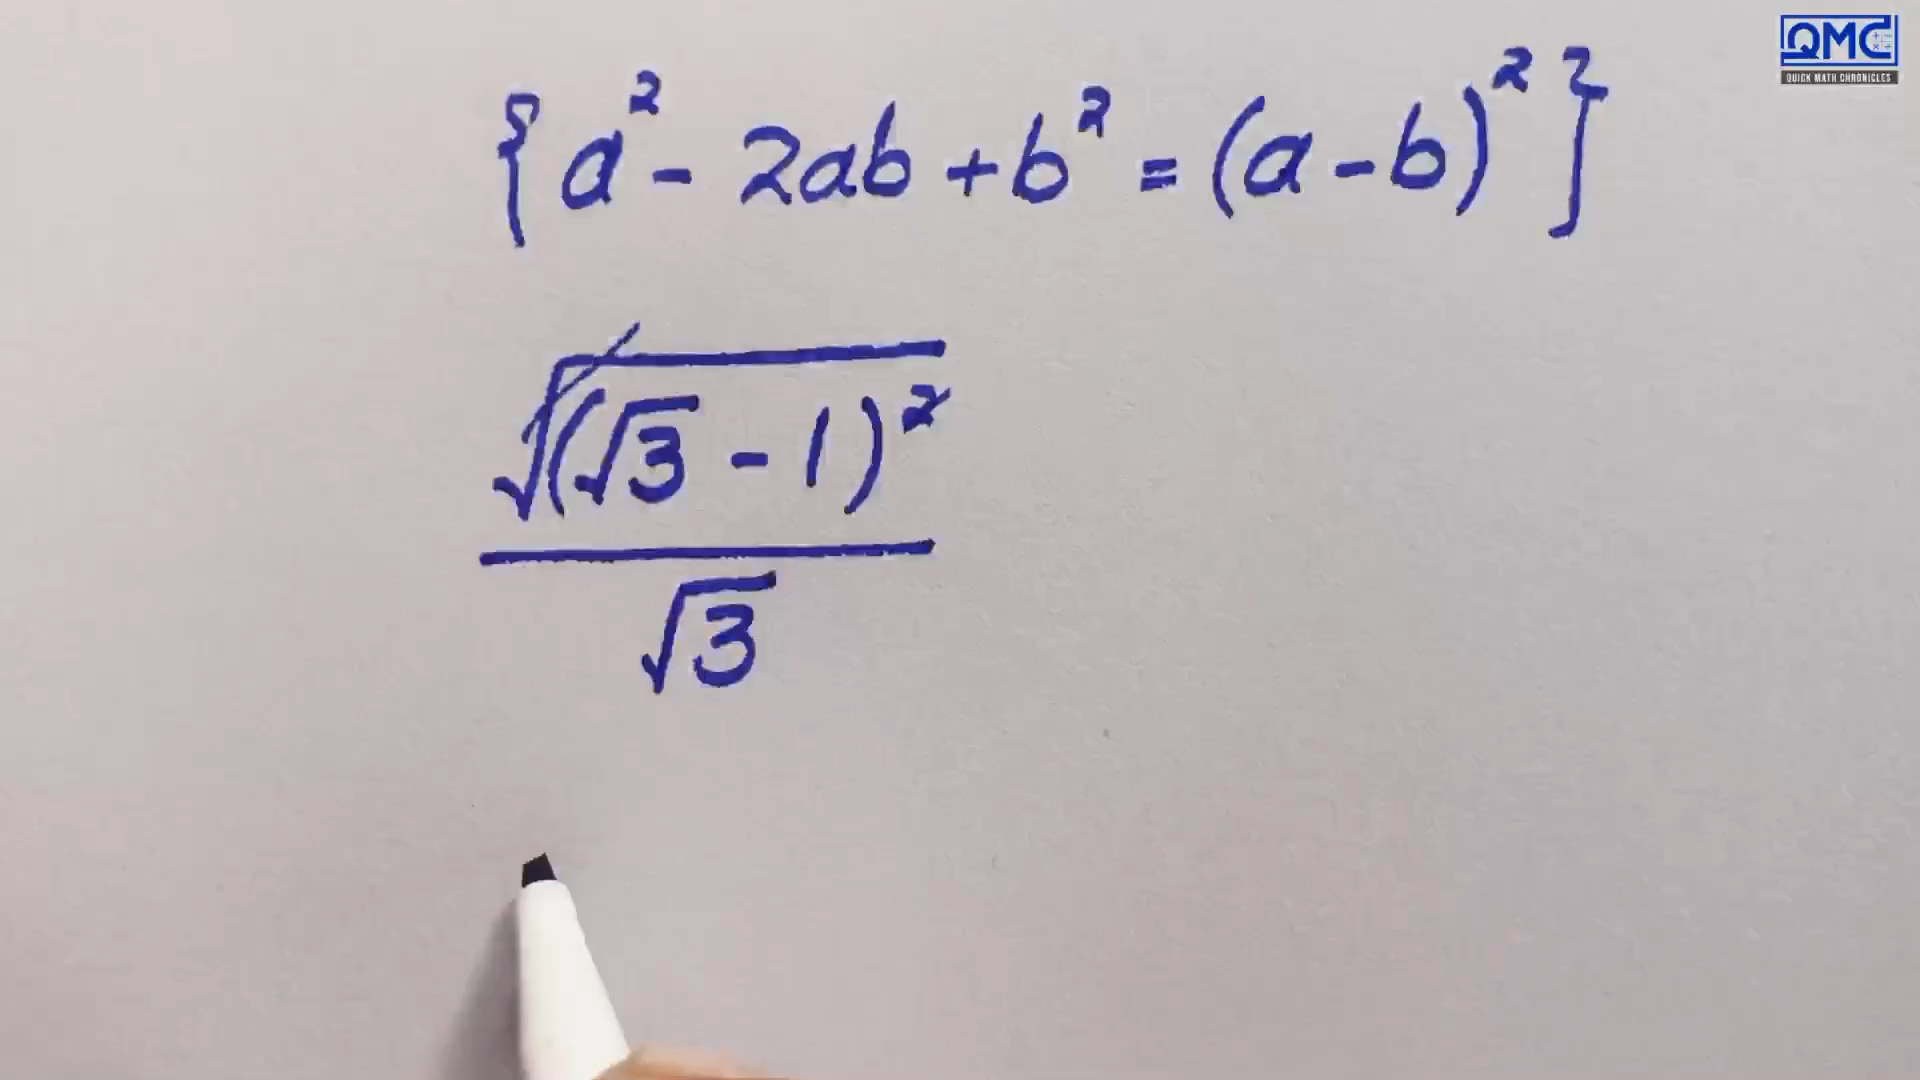 QMC
QUICK MATH CHRONICLES
{a² - 2ab + b² = (a - b)²}
√(√3 - 1)²
√3